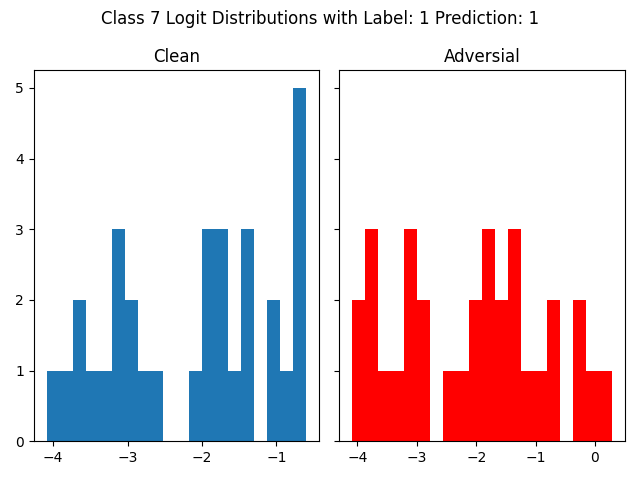 Class 7 Logit Distributions with Label: 1 Prediction: 1
Clean
Adversial
5
4
3
2
1
0
−4 −3 −2 −1
−4 −3 −2 −1 0